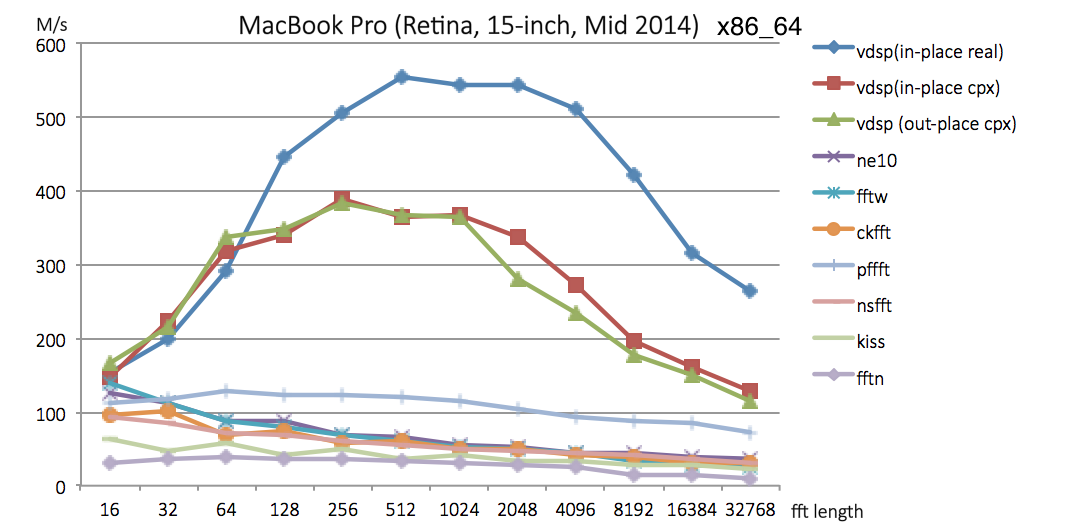 M/s
MacBook Pro (Retina, 15-inch, Mid 2014) x86_64
600
500
400
300
200
100
0
16 32 64 128 256 512 1024 2048 4096 8192 16384 32768 fft length
vdsp(in-place real)
vdsp(in-place cpx)
vdsp (out-place cpx)
ne10
fftw
ckfft
pffft
nsfft
kiss
fftn